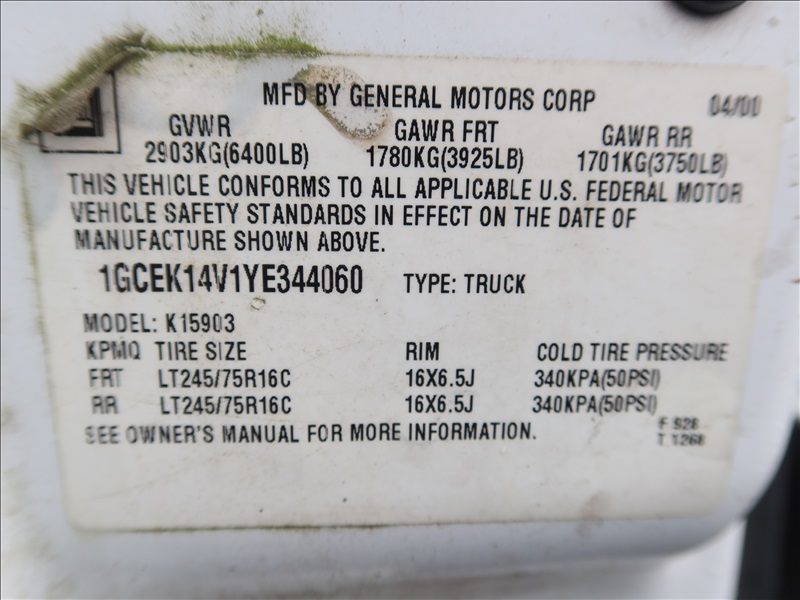 MFD BY GENERAL MOTORS CORP 04/00
GVWR GAWR FRT GAWR RR
2903KG(6400LB) 1780KG(3925LB) 1701KG(3750LB)
THIS VEHICLE CONFORMS TO ALL APPLICABLE U.S. FEDERAL MOTOR
VEHICLE SAFETY STANDARDS IN EFFECT ON THE DATE OF
MANUFACTURE SHOWN ABOVE.
1GCEK14V1YE344060 TYPE: TRUCK
MODEL: K15903
KPMQ TIRE SIZE RIM COLD TIRE PRESSURE
FRT LT245/75R16C 16X6.5J 340KPA(50PSI)
RR LT245/75R16C 16X6.5J 340KPA(50PSI)
SEE OWNER'S MANUAL FOR MORE INFORMATION.
F 928
T 1268